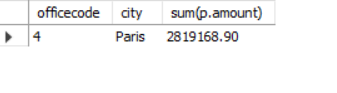 officecode city sum(p.amount)
4 Paris 2819168.90